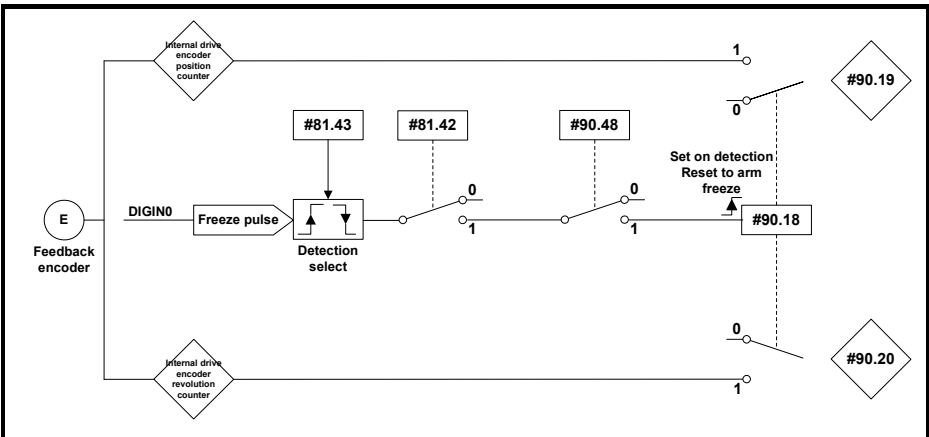 Internal drive
encoder
position
counter
1
0
#90.19
#81.43
#81.42
#90.48
Set on detection
Reset to arm
freeze
E
Feedback
encoder
DIGIN0
Freeze pulse
Detection
select
0
1
0
1
#90.18
Internal drive
encoder
revolution
counter
0
1
#90.20